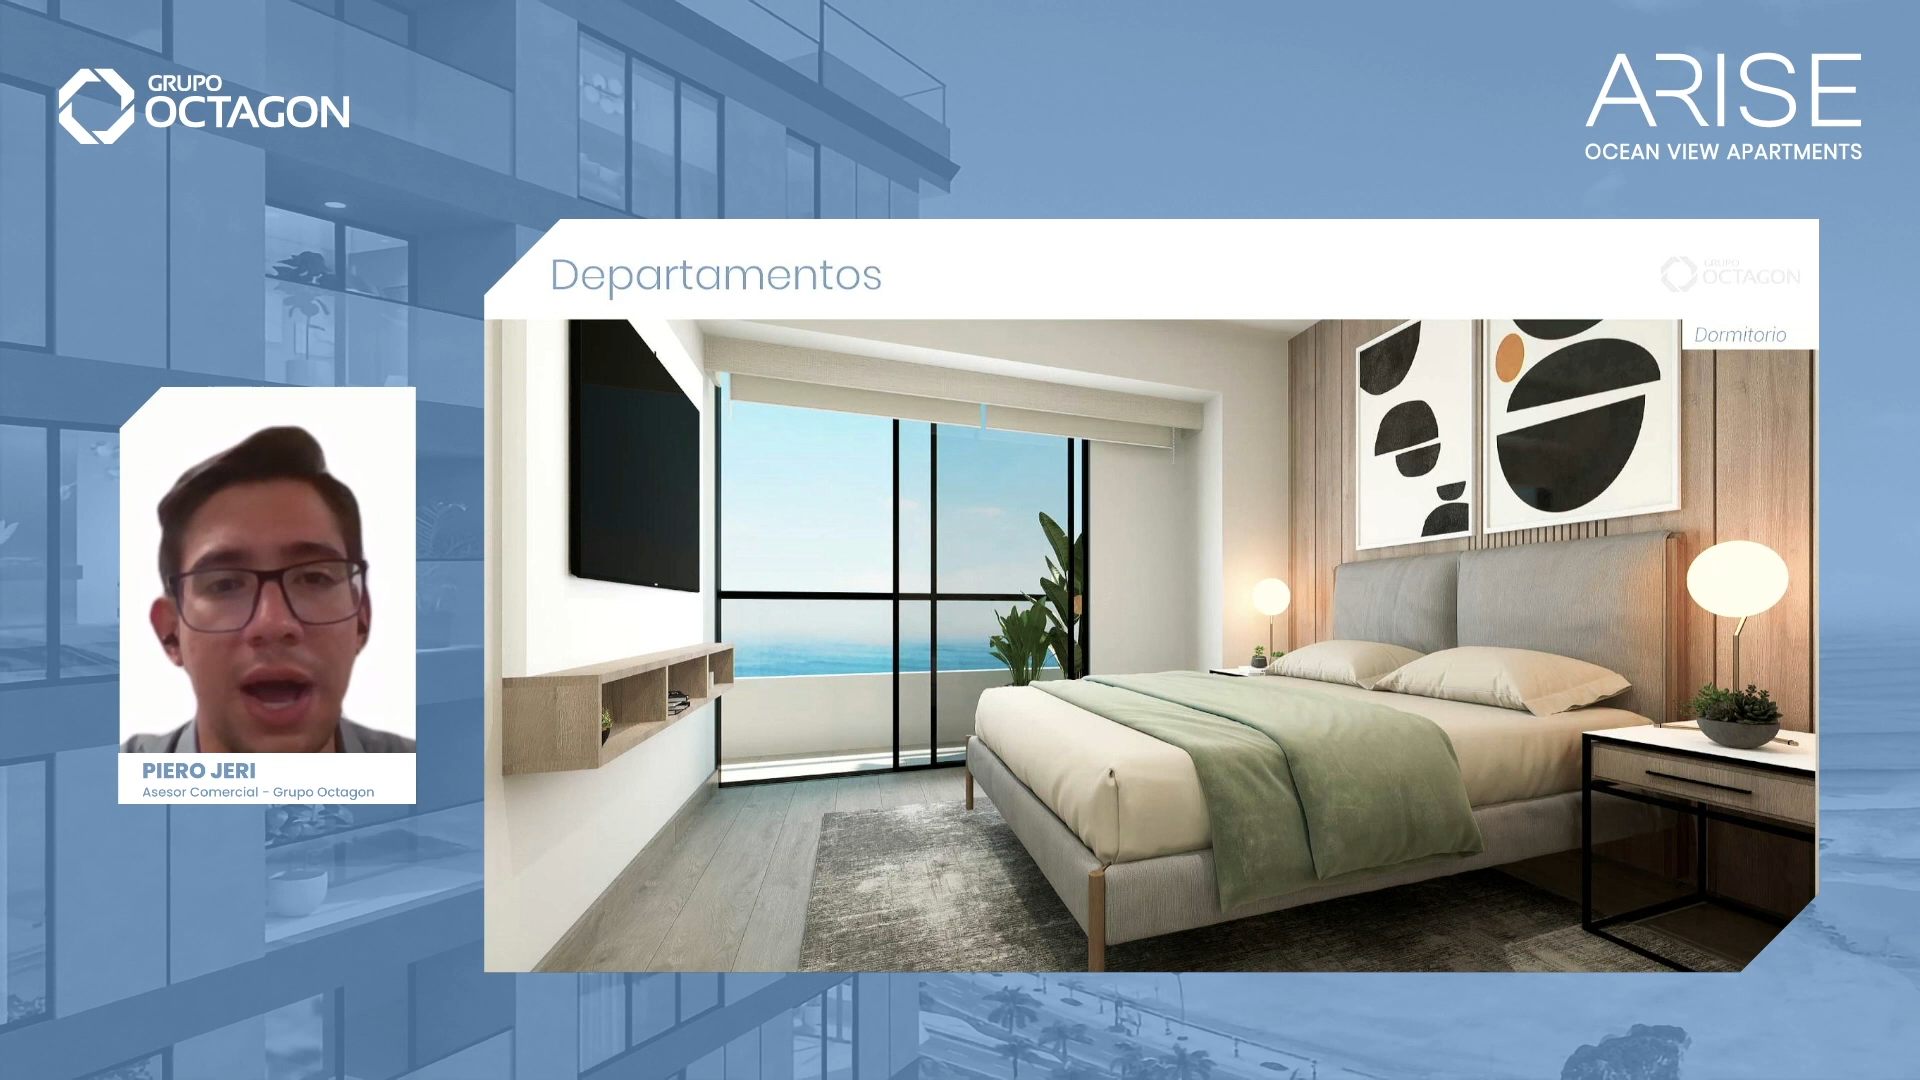 GRUPO
OCTAGON
ARISE
OCEAN VIEW APARTMENTS
Departamentos
GRUPO
OCTAGON
Dormitorio
PIERO JERI
Asesor Comercial - Grupo Octagon